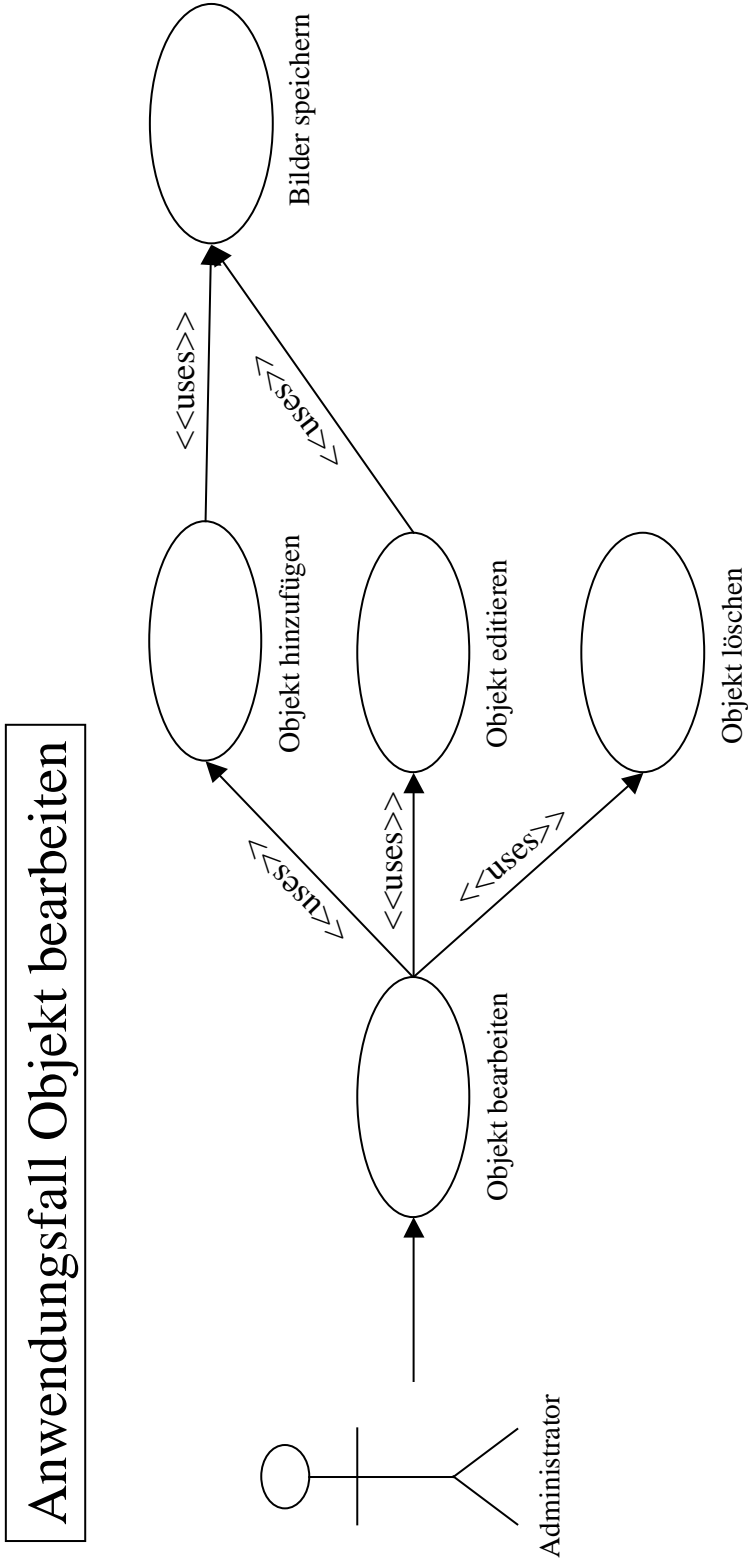 Anwendungsfall Objekt bearbeiten
<<uses>>
Bilder speichern
<<uses>>
Objekt hinzufügen
<<uses>>
<<uses>>
Objekt editieren
<<uses>>
Objekt bearbeiten
Administrator
Objekt löschen